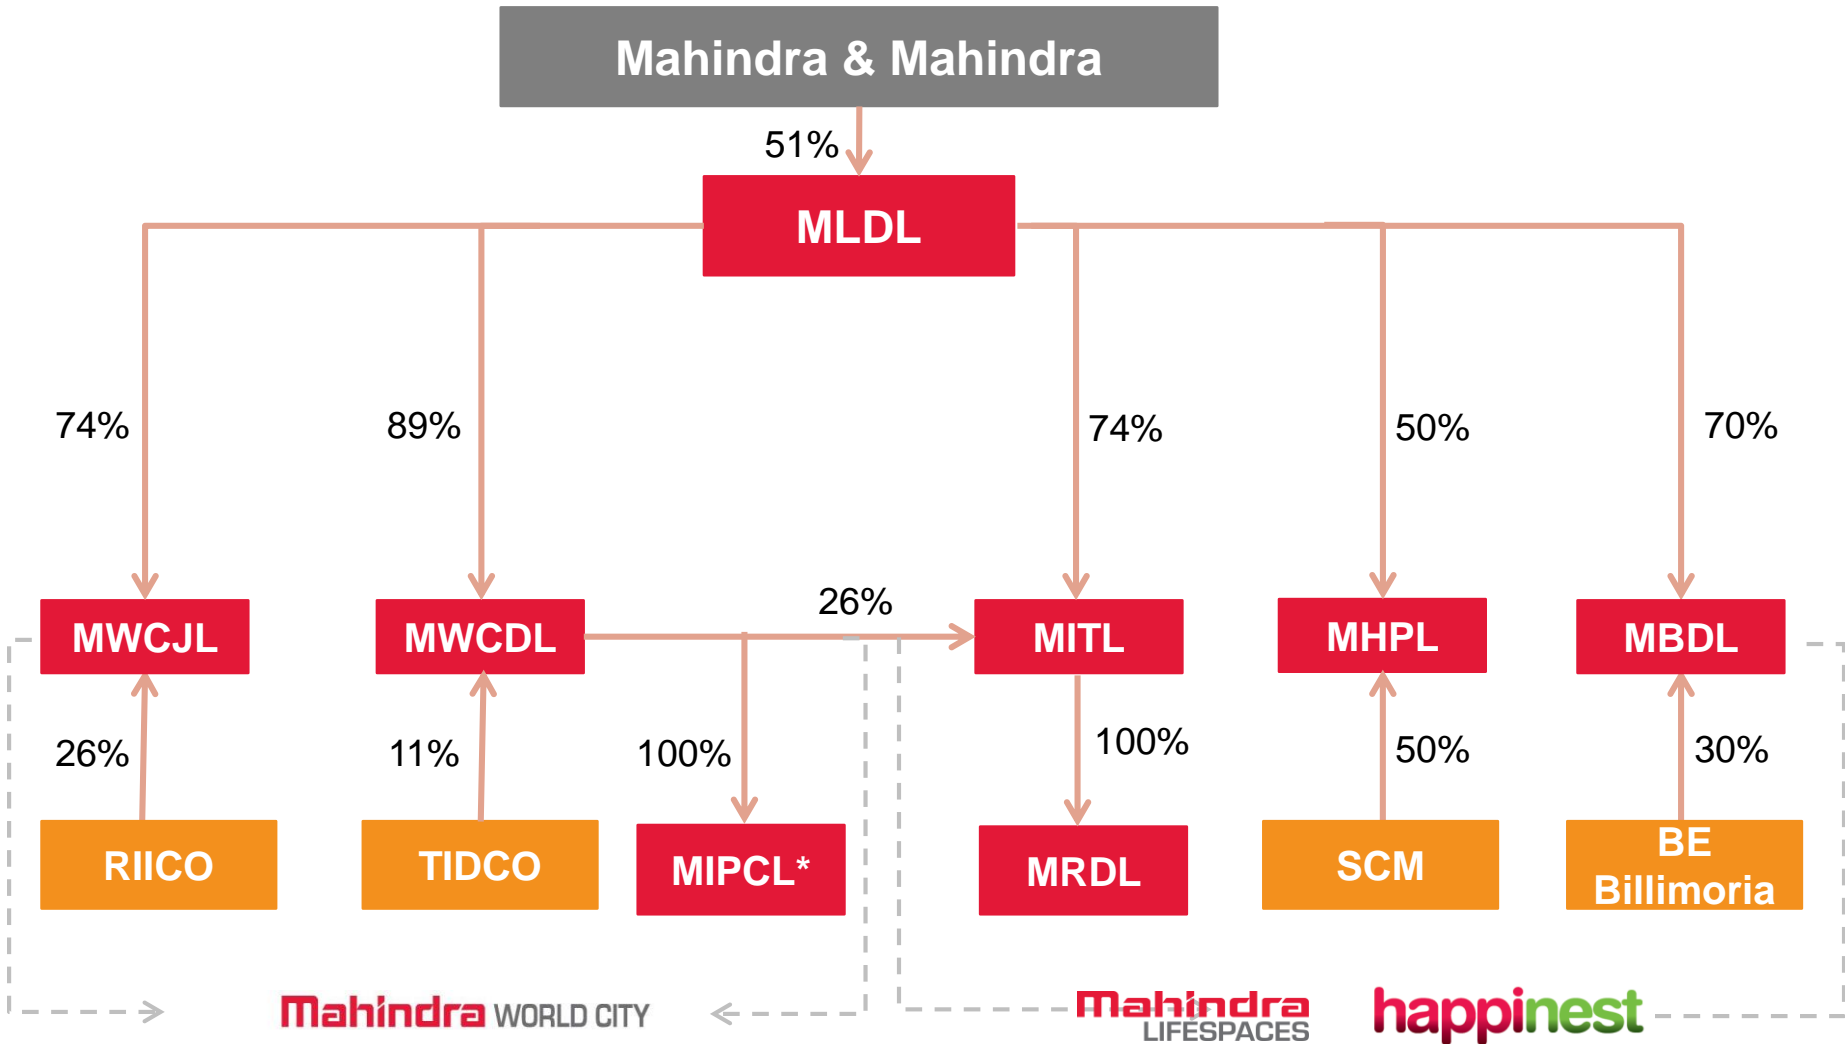 Mahindra & Mahindra
51%
MLDL
74%
89%
74%
50%
70%
MWCJL
MWCDL
26%
MITL
MHPL
MBDL
26%
11%
100%
100%
50%
30%
RIICO
TIDCO
MIPCL*
MRDL
SCM
BE
Billimoria
Mahindra WORLD CITY
Mahindra
LIFESPACES
happinest